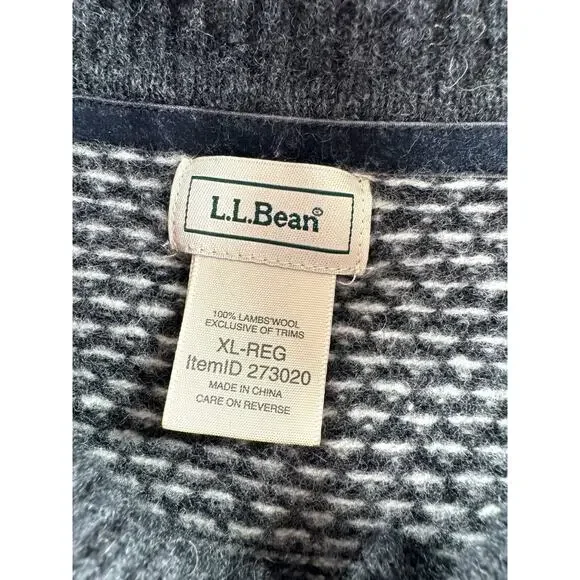 L.L.Bean®
100% LAMBS'WOOL
EXCLUSIVE OF TRIMS
XL-REG
ItemID 273020
MADE IN CHINA
CARE ON REVERSE